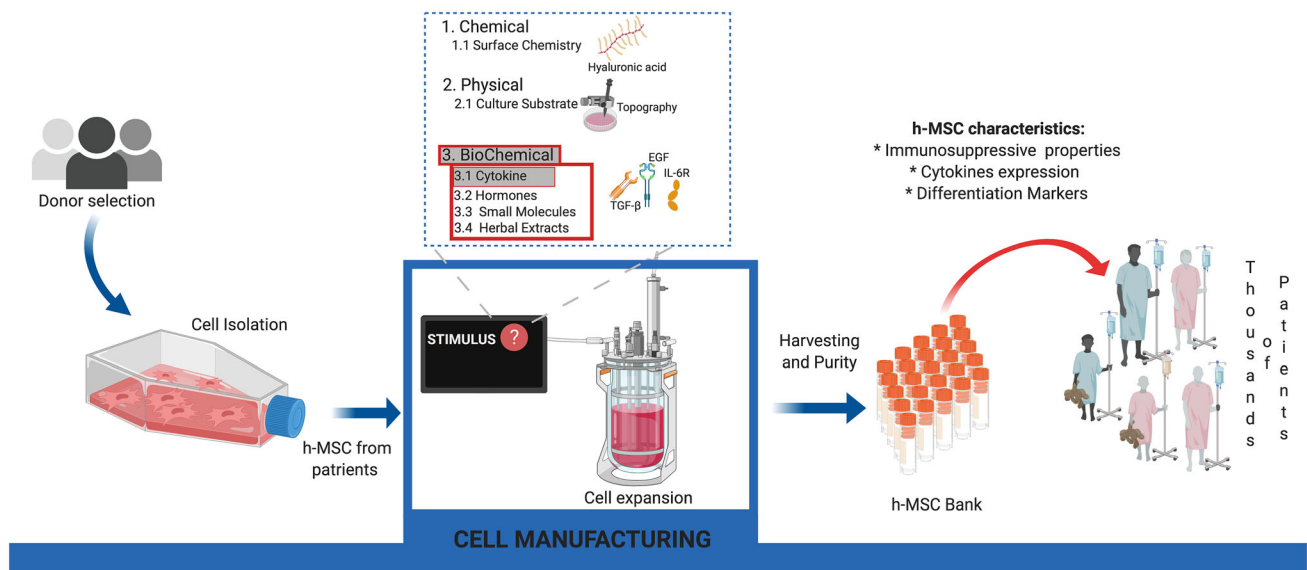 1. Chemical
1.1 Surface Chemistry
Hyaluronic acid
2. Physical
2.1 Culture Substrate
Topography
3. BioChemical
3.1 Cytokine
3.2 Hormones
3.3 Small Molecules
3.4 Herbal Extracts
EGF
IL-6R
TGF-β
Donor selection
Cell Isolation
h-MSC from
patrients
STIMULUS ?
Cell expansion
CELL MANUFACTURING
Harvesting
and Purity
h-MSC Bank
h-MSC characteristics:
* Immunosuppressive properties
* Cytokines expression
* Differentiation Markers
Thousands
of
Patients